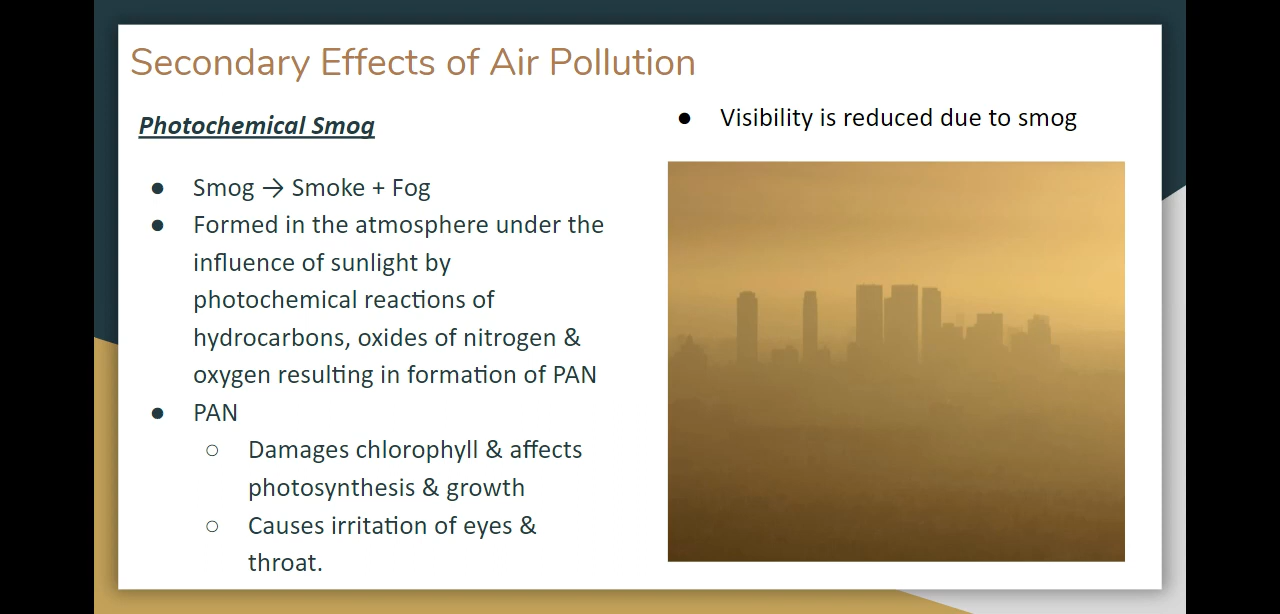 Secondary Effects of Air Pollution
Photochemical Smog
● Smog → Smoke + Fog
● Formed in the atmosphere under the
influence of sunlight by
photochemical reactions of
hydrocarbons, oxides of nitrogen &
oxygen resulting in formation of PAN
● PAN
○ Damages chlorophyll & affects
photosynthesis & growth
○ Causes irritation of eyes &
throat.
● Visibility is reduced due to smog